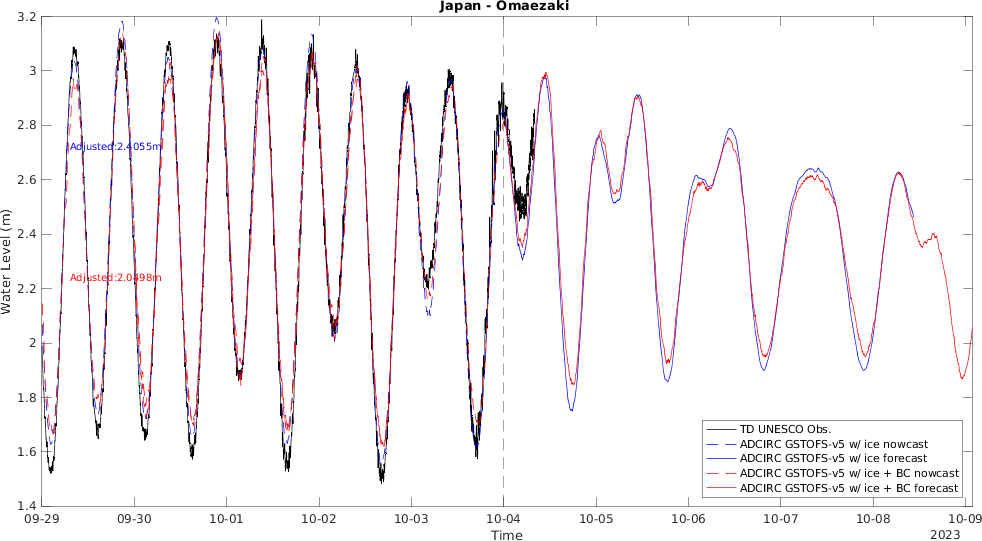 Japan - Omaezaki
3.2
3
2.8
2.6
2.4
2.2
2
1.8
1.6
1.4
Water Level (m)
Adjusted:2.4055m
Adjusted:2.0498m
TD UNESCO Obs.
ADCIRC GSTOFS-v5 w/ ice nowcast
ADCIRC GSTOFS-v5 w/ ice forecast
ADCIRC GSTOFS-v5 w/ ice + BC nowcast
ADCIRC GSTOFS-v5 w/ ice + BC forecast
09-29 09-30 10-01 10-02 10-03 10-04 10-05 10-06 10-07 10-08 10-09
Time
2023